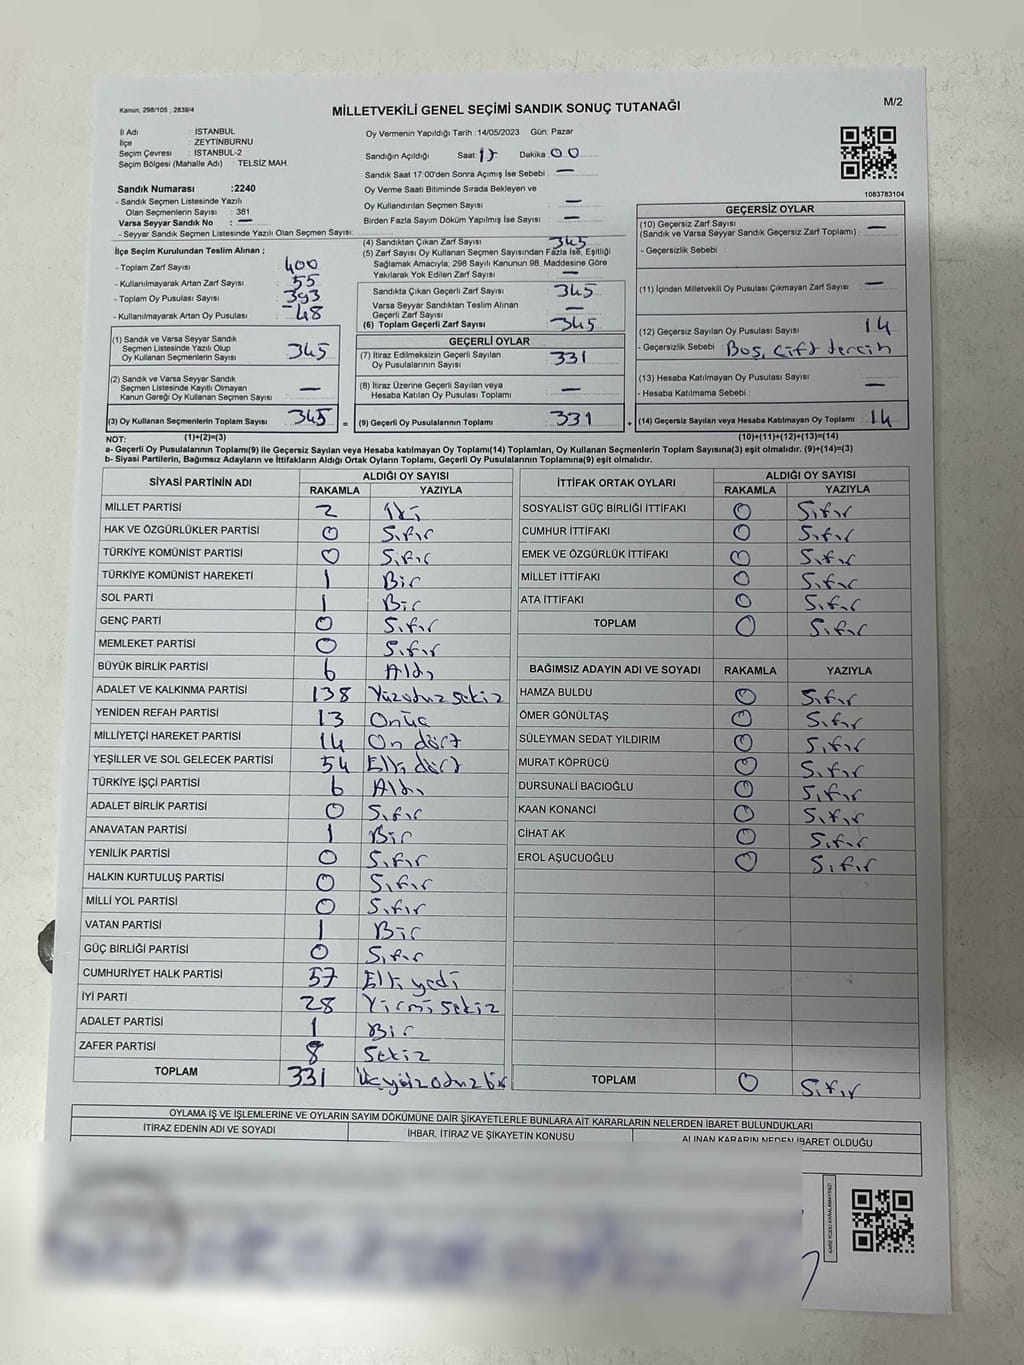 Kanun, 298/105 , 2839/4
MİLLETVEKİLİ GENEL SEÇİMİ SANDIK SONUÇ TUTANAĞI
M/2
İl Adı : İSTANBUL
İlçe : ZEYTİNBURNU
Seçim Çevresi : İSTANBUL-2
Seçim Bölgesi (Mahalle Adı) : TELSİZ MAH.
Sandık Numarası :2240
- Sandık Seçmen Listesinde Yazılı
Olan Seçmenlerin Sayısı : 381
Varsa Seyyar Sandık No : —
- Seyyar Sandık Seçmen Listesinde Yazılı Olan Seçmen Sayısı:
Oy Vermenin Yapıldığı Tarih :14/05/2023 Gün: Pazar
Sandığın Açıldığı Saat: 17 Dakika: 00
Sandık Saat 17:00'den Sonra Açımış İse Sebebi : —
Oy Verme Saati Bitiminde Sırada Bekleyen ve
Oy Kullandırılan Seçmen Sayısı : —
Birden Fazla Sayım Döküm Yapılmış İse Sayısı : —
1083783104
İlçe Seçim Kurulundan Teslim Alınan ;
- Toplam Zarf Sayısı : 400
- Kullanılmayarak Artan Zarf Sayısı : 55
- Toplam Oy Pusulası Sayısı : 393
- Kullanılmayarak Artan Oy Pusulası : 48
(1) Sandık ve Varsa Seyyar Sandık
Seçmen Listesinde Yazılı Olup
Oy Kullanan Seçmenlerin Sayısı : 345
(2) Sandık ve Varsa Seyyar Sandık
Seçmen Listesinde Kayıtlı Olmayan
Kanun Gereği Oy Kullanan Seçmen Sayısı : —
(3) Oy Kullanan Seçmenlerin Toplam Sayısı : 345
(4) Sandıktan Çıkan Zarf Sayısı : 345
(5) Zarf Sayısı Oy Kullanan Seçmen Sayısından Fazla İse, Eşitliği
Sağlamak Amacıyla; 298 Sayılı Kanunun 98. Maddesine Göre
Yakılarak Yok Edilen Zarf Sayısı : —
Sandıkta Çıkan Geçerli Zarf Sayısı : 345
Varsa Seyyar Sandıktan Teslim Alınan
Geçerli Zarf Sayısı : —
(6) Toplam Geçerli Zarf Sayısı : 345
GEÇERLİ OYLAR
(7) İtiraz Edilmeksizin Geçerli Sayılan
Oy Pusulalarının Sayısı : 331
(8) İtiraz Üzerine Geçerli Sayılan veya
Hesaba Katılan Oy Pusulası Toplamı : —
= (9) Geçerli Oy Pusulalarının Toplamı : 331
GEÇERSİZ OYLAR
(10) Geçersiz Zarf Sayısı
(Sandık ve Varsa Seyyar Sandık Geçersiz Zarf Toplamı) : —
- Geçersizlik Sebebi :
(11) İçinden Milletvekili Oy Pusulası Çıkmayan Zarf Sayısı : —
(12) Geçersiz Sayılan Oy Pusulası Sayısı : 14
- Geçersizlik Sebebi : Boş, çift tercih
(13) Hesaba Katılmayan Oy Pusulası Sayısı : —
- Hesaba Katılmama Sebebi :
+ (14) Geçersiz Sayılan veya Hesaba Katılmayan Oy Toplamı : 14
NOT: (1)+(2)=(3) (10)+(11)+(12)+(13)=(14)
a- Geçerli Oy Pusulalarının Toplamı(9) ile Geçersiz Sayılan veya Hesaba Katılmayan Oy Toplamı(14) Toplamları, Oy Kullanan Seçmenlerin Toplam Sayısına(3) eşit olmalıdır. (9)+(14)=(3)
b- Siyasi Partilerin, Bağımsız Adayların ve İttifakların Aldığı Ortak Oyların Toplamı, Geçerli Oy Pusulalarının Toplamına(9) eşit olmalıdır.
SİYASİ PARTİNİN ADI ALDIĞI OY SAYISI
RAKAMLA YAZIYLA
MİLLET PARTİSİ 2 iki
HAK VE ÖZGÜRLÜKLER PARTİSİ 0 Sıfır
TÜRKİYE KOMÜNİST PARTİSİ 0 Sıfır
TÜRKİYE KOMÜNİST HAREKETİ 1 Bir
SOL PARTİ 1 Bir
GENÇ PARTİ 0 Sıfır
MEMLEKET PARTİSİ 0 Sıfır
BÜYÜK BİRLİK PARTİSİ 6 Altı
ADALET VE KALKINMA PARTİSİ 138 Yüzotuzsekiz
YENİDEN REFAH PARTİSİ 13 Onüç
MİLLİYETÇİ HAREKET PARTİSİ 14 On dört
YEŞİLLER VE SOL GELECEK PARTİSİ 54 Elli dört
TÜRKİYE İŞÇİ PARTİSİ 6 Altı
ADALET BİRLİK PARTİSİ 0 Sıfır
ANAVATAN PARTİSİ 1 Bir
YENİLİK PARTİSİ 0 Sıfır
HALKIN KURTULUŞ PARTİSİ 0 Sıfır
MİLLİ YOL PARTİSİ 0 Sıfır
VATAN PARTİSİ 1 Bir
GÜÇ BİRLİĞİ PARTİSİ 0 Sıfır
CUMHURİYET HALK PARTİSİ 57 Elli yedi
İYİ PARTİ 28 Yirmi sekiz
ADALET PARTİSİ 1 Bir
ZAFER PARTİSİ 8 Sekiz
TOPLAM 331 Üçyüzotuzbir
İTTİFAK ORTAK OYLARI ALDIĞI OY SAYISI
RAKAMLA YAZIYLA
SOSYALİST GÜÇ BİRLİĞİ İTTİFAKI 0 Sıfır
CUMHUR İTTİFAKI 0 Sıfır
EMEK VE ÖZGÜRLÜK İTTİFAKI 0 Sıfır
MİLLET İTTİFAKI 0 Sıfır
ATA İTTİFAKI 0 Sıfır
TOPLAM 0 Sıfır
BAĞIMSIZ ADAYIN ADI VE SOYADI RAKAMLA YAZIYLA
HAMZA BULDU 0 Sıfır
ÖMER GÖNÜLTAŞ 0 Sıfır
SÜLEYMAN SEDAT YILDIRIM 0 Sıfır
MURAT KÖPRÜCÜ 0 Sıfır
DURSUNALİ BACIOĞLU 0 Sıfır
KAAN KONANCİ 0 Sıfır
CİHAT AK 0 Sıfır
EROL AŞUCUOĞLU 0 Sıfır
TOPLAM 0 Sıfır
OYLAMA İŞ VE İŞLEMLERİNE VE OYLARIN SAYIM DÖKÜMÜNE DAİR ŞİKAYETLERLE BUNLARA AİT KARARLARIN NELERDEN İBARET BULUNDUKLARI
İTİRAZ EDENİN ADI VE SOYADI İHBAR, İTİRAZ VE ŞİKAYETİN KONUSU ALINAN KARARIN NEDEN İBARET OLDUĞU
KARE KODU KARALAMAYINIZ!